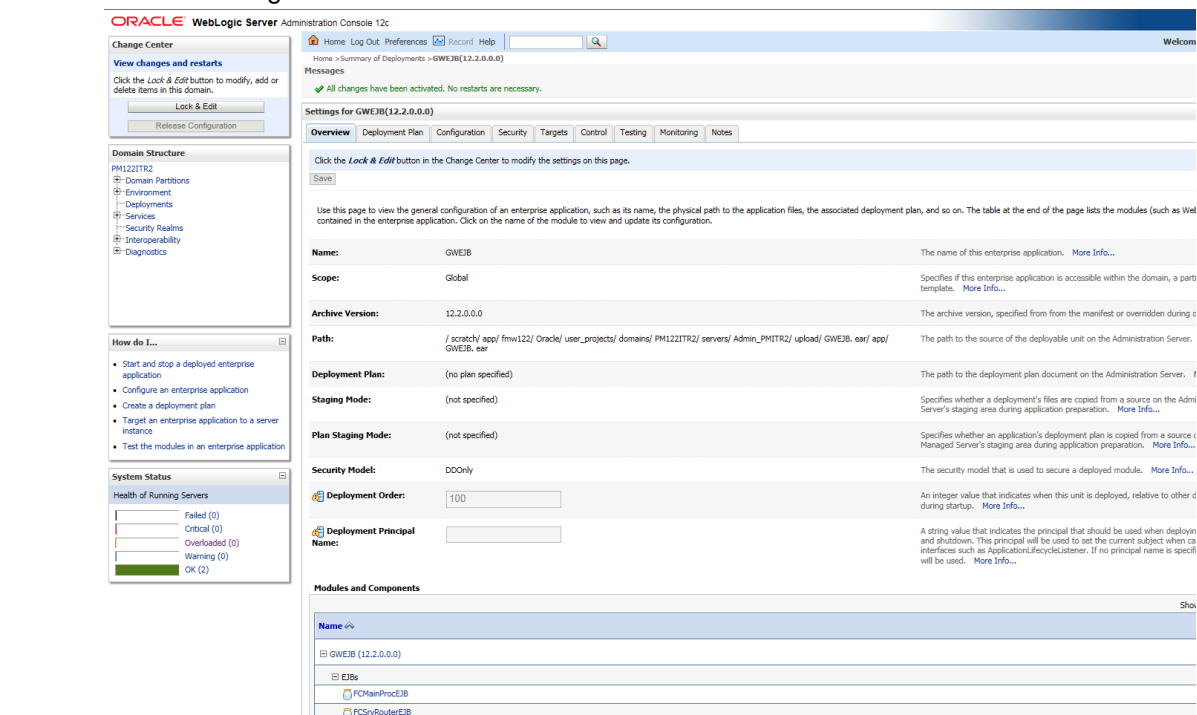 ORACLE WebLogic Server Administration Console 12c
Change Center
View changes and restarts
Click the Lock & Edit button to modify, add or
delete items in this domain.
Lock & Edit
Release Configuration
Domain Structure
PM122ITR2
Domain Partitions
Environment
Deployments
Services
Security Realms
Interoperability
Diagnostics
How do I...
Start and stop a deployed enterprise
application
Configure an enterprise application
Create a deployment plan
Target an enterprise application to a server
instance
Test the modules in an enterprise application
System Status
Health of Running Servers
Failed (0)
Critical (0)
Overloaded (0)
Warning (0)
OK (2)
Home Log Out Preferences Record Help
Welcom
Home >Summary of Deployments >GWEJB(12.2.0.0.0)
Messages
All changes have been activated. No restarts are necessary.
Settings for GWEJB(12.2.0.0.0)
Overview Deployment Plan Configuration Security Targets Control Testing Monitoring Notes
Click the Lock & Edit button in the Change Center to modify the settings on this page.
Save
Use this page to view the general configuration of an enterprise application, such as its name, the physical path to the application files, the associated deployment plan, and so on. The table at the end of the page lists the modules (such as Web
contained in the enterprise application. Click on the name of the module to view and update its configuration.
Name: GWEJB The name of this enterprise application. More Info...
Scope: Global Specifies if this enterprise application is accessible within the domain, a parti
template. More Info...
Archive Version: 12.2.0.0.0 The archive version, specified from from the manifest or overridden during d
Path: / scratch/ app/ fmw122/ Oracle/ user_projects/ domains/ PM122ITR2/ servers/ Admin_PMITR2/ upload/ GWEJB. ear/ app/ The path to the source of the deployable unit on the Administration Server.
GWEJB. ear
Deployment Plan: (no plan specified) The path to the deployment plan document on the Administration Server.
Staging Mode: (not specified) Specifies whether a deployment's files are copied from a source on the Admi
Server's staging area during application preparation. More Info...
Plan Staging Mode: (not specified) Specifies whether an application's deployment plan is copied from a source o
Managed Server's staging area during application preparation. More Info...
Security Model: DDOnly The security model that is used to secure a deployed module. More Info...
Deployment Order: 100 An integer value that indicates when this unit is deployed, relative to other d
during startup. More Info...
Deployment Principal A string value that indicates the principal that should be used when deployin
Name: and shutdown. This principal will be used to set the current subject when ca
interfaces such as ApplicationLifecycleListener. If no principal name is specifi
will be used. More Info...
Modules and Components
Show
Name
GWEJB (12.2.0.0.0)
EJBs
FCMainProcEJB
FCSrvRouterEJB